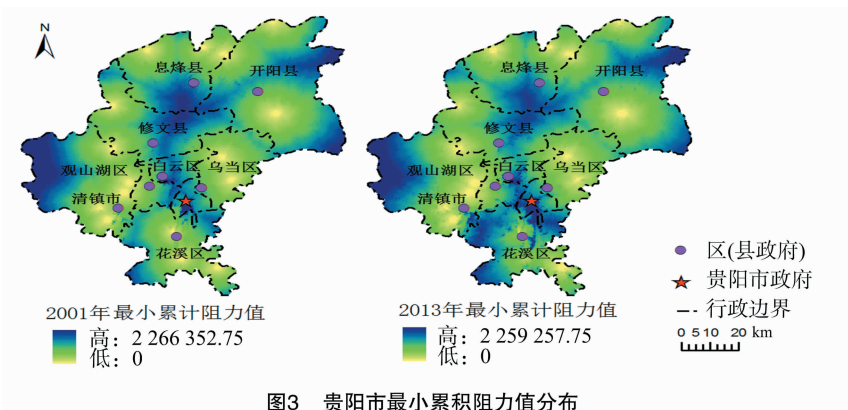 N
息烽县
开阳县
修文县
白云区
乌当区
观山湖区
清镇市
花溪区
2001年最小累计阻力值
高：2 266 352.75
低：0
息烽县
开阳县
修文县
白云区
乌当区
观山湖区
清镇市
花溪区
2013年最小累计阻力值
高：2 259 257.75
低：0
区(县政府)
贵阳市政府
行政边界
0 510 20 km
图3 贵阳市最小累积阻力值分布